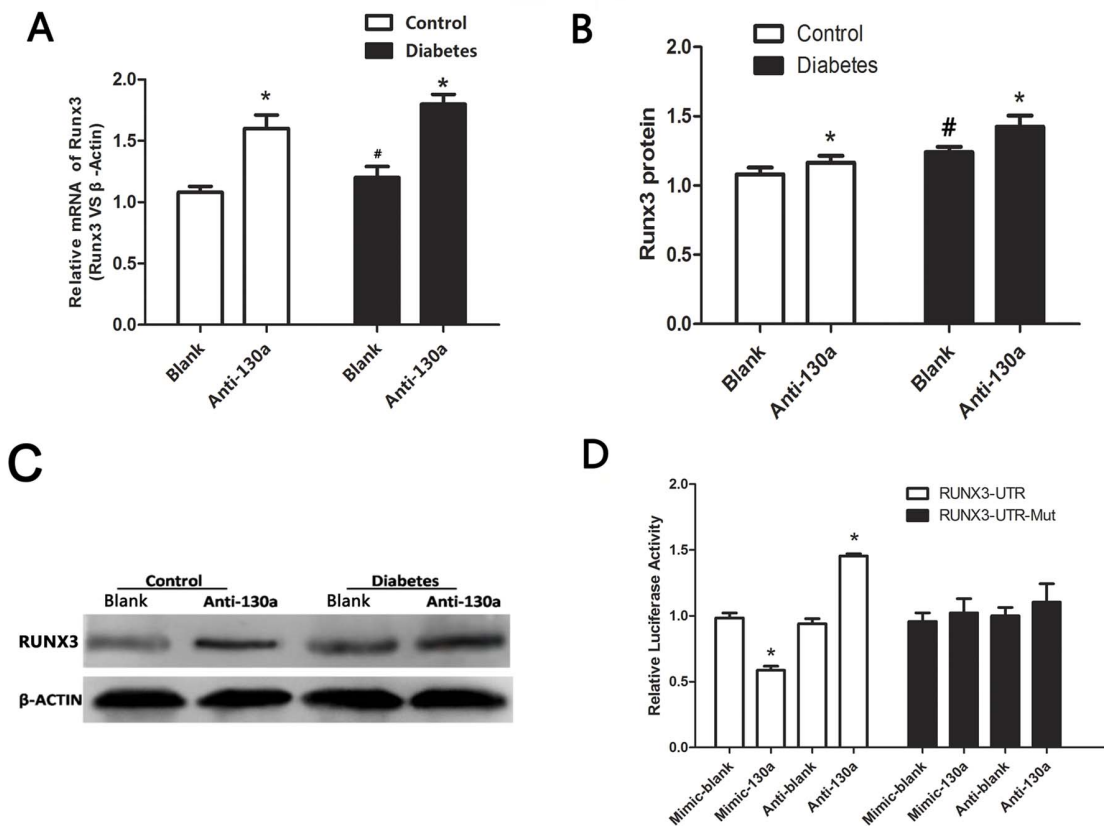 A
Control
Diabetes
Relative mRNA of Runx3
(Runx3 VS β -Actin)
2.0
1.5
1.0
0.5
0.0
*
#
*
Blank
Anti-130a
Blank
Anti-130a
B
Control
Diabetes
Runx3 protein
2.0
1.5
1.0
0.5
0.0
*
#
*
Blank
Anti-130a
Blank
Anti-130a
C
Control Diabetes
Blank Anti-130a Blank Anti-130a
RUNX3
β-ACTIN
D
RUNX3-UTR
RUNX3-UTR-Mut
Relative Luciferase Activity
2.0
1.5
1.0
0.5
0.0
*
*
Mimic-blank
Mimic-130a
Anti-blank
Anti-130a
Mimic-blank
Mimic-130a
Anti-blank
Anti-130a